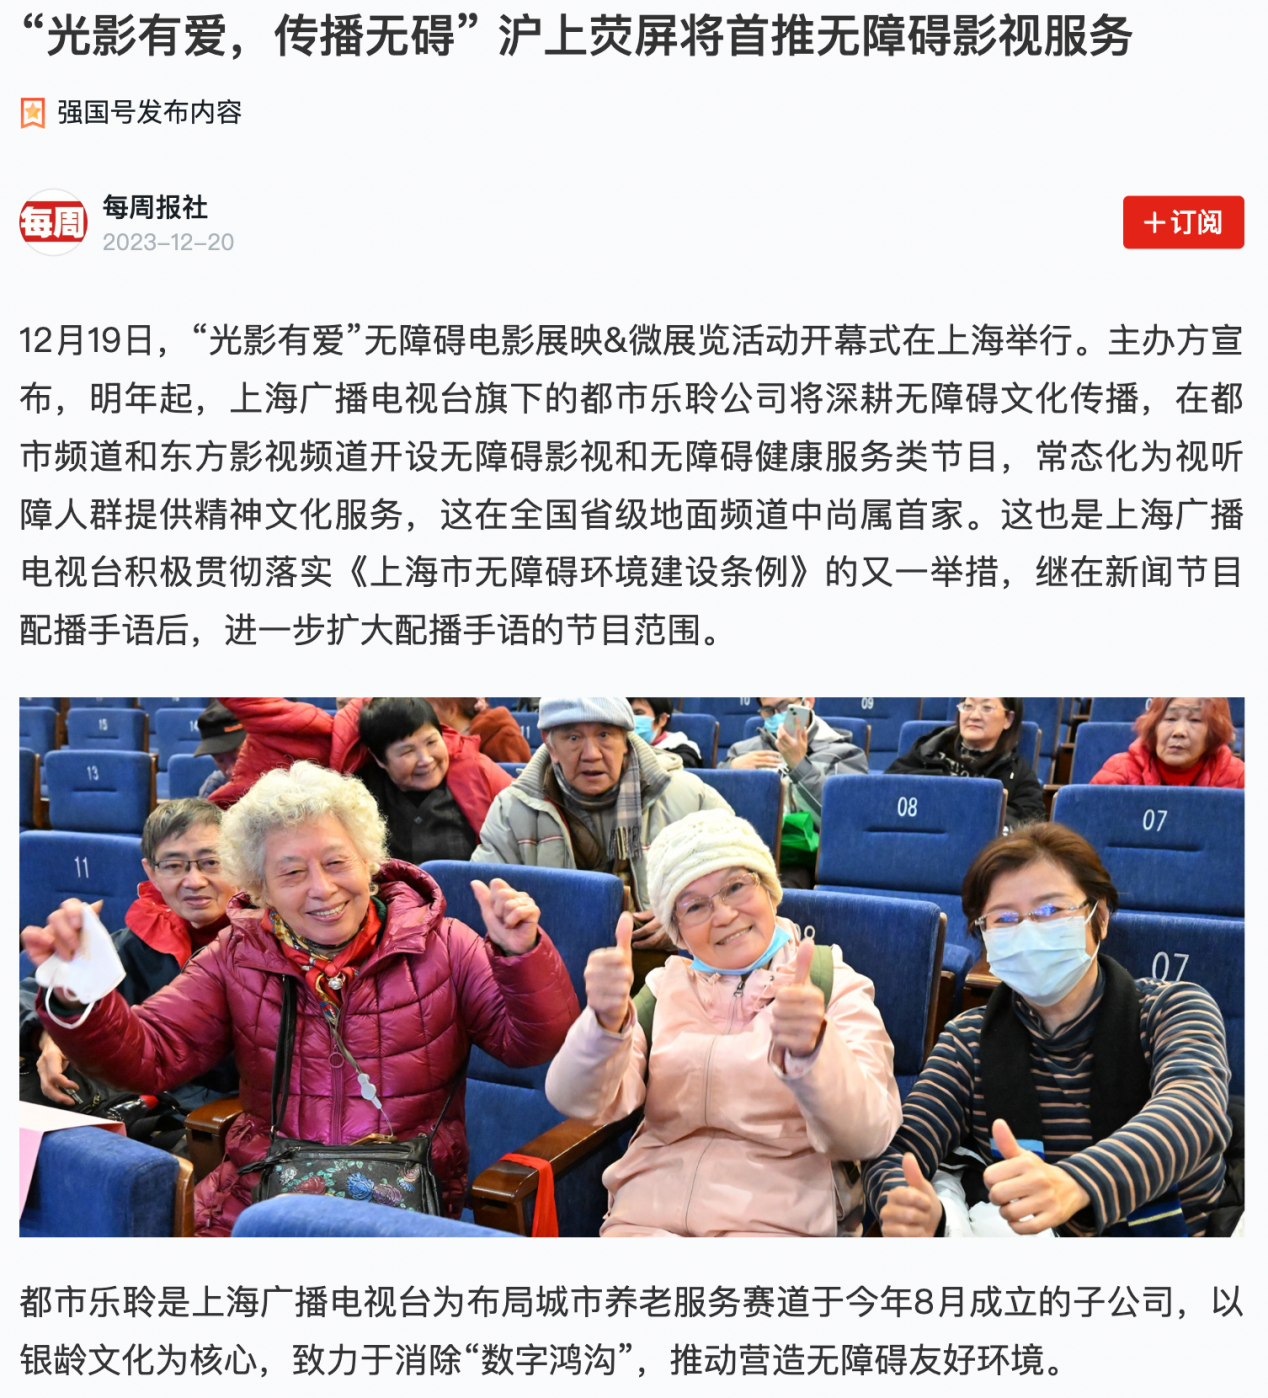 “光影有爱，传播无碍” 沪上荧屏将首推无障碍影视服务
强国号发布内容
每周
每周报社
2023-12-20
＋订阅
12月19日，“光影有爱”无障碍电影展映&微展览活动开幕式在上海举行。主办方宣
布，明年起，上海广播电视台旗下的都市乐聆公司将深耕无障碍文化传播，在都
市频道和东方影视频道开设无障碍影视和无障碍健康服务类节目，常态化为视听
障人群提供精神文化服务，这在全国省级地面频道中尚属首家。这也是上海广播
电视台积极贯彻落实《上海市无障碍环境建设条例》的又一举措，继在新闻节目
配播手语后，进一步扩大配播手语的节目范围。
10
09
15
13
08
07
11
07
都市乐聆是上海广播电视台为布局城市养老服务赛道于今年8月成立的子公司，以
银龄文化为核心，致力于消除“数字鸿沟”，推动营造无障碍友好环境。